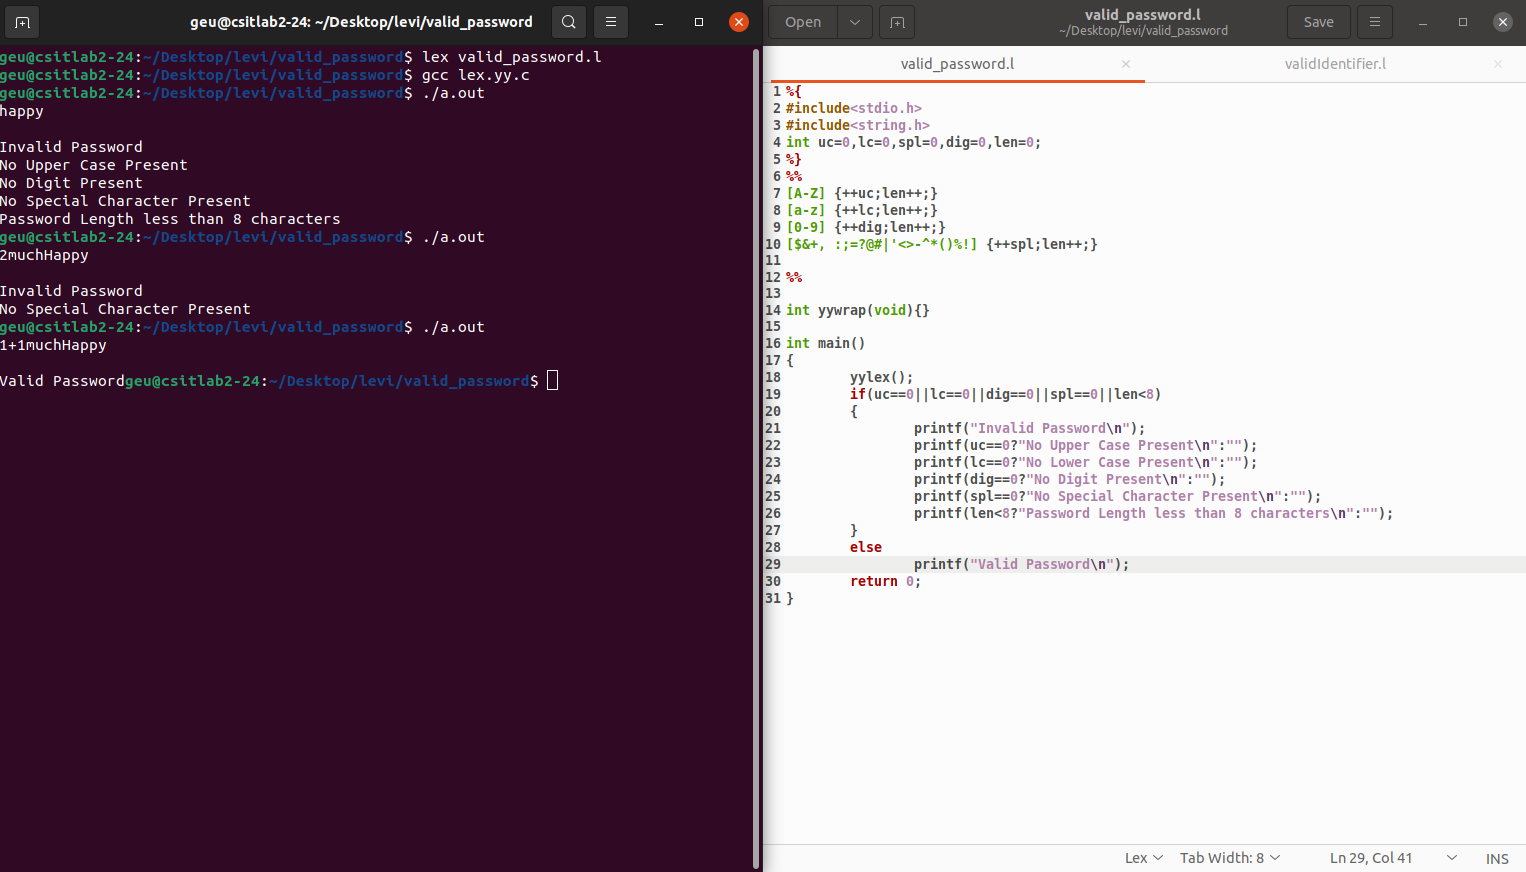 geu@csitlab2-24: ~/Desktop/levi/valid_password
geu@csitlab2-24:~/Desktop/levi/valid_password$ lex valid_password.l
geu@csitlab2-24:~/Desktop/levi/valid_password$ gcc lex.yy.c
geu@csitlab2-24:~/Desktop/levi/valid_password$ ./a.out
happy
Invalid Password
No Upper Case Present
No Digit Present
No Special Character Present
Password Length less than 8 characters
geu@csitlab2-24:~/Desktop/levi/valid_password$ ./a.out
2muchHappy
Invalid Password
No Special Character Present
geu@csitlab2-24:~/Desktop/levi/valid_password$ ./a.out
1+1muchHappy
Valid Passwordgeu@csitlab2-24:~/Desktop/levi/valid_password$
Open
valid_password.l
~/Desktop/levi/valid_password
Save
valid_password.l
validIdentifier.l
1 %{
2 #include<stdio.h>
3 #include<string.h>
4 int uc=0,lc=0,spl=0,dig=0,len=0;
5 %}
6 %%
7 [A-Z] {++uc;len++;}
8 [a-z] {++lc;len++;}
9 [0-9] {++dig;len++;}
10 [$&+, :;=?@#|'<>-^*()%!] {++spl;len++;}
11
12 %%
13
14 int yywrap(void){}
15
16 int main()
17 {
18 yylex();
19 if(uc==0||lc==0||dig==0||spl==0||len<8)
20 {
21 printf("Invalid Password\n");
22 printf(uc==0?"No Upper Case Present\n":"");
23 printf(lc==0?"No Lower Case Present\n":"");
24 printf(dig==0?"No Digit Present\n":"");
25 printf(spl==0?"No Special Character Present\n":"");
26 printf(len<8?"Password Length less than 8 characters\n":"");
27 }
28 else
29 printf("Valid Password\n");
30 return 0;
31 }
Lex Tab Width: 8 Ln 29, Col 41 INS